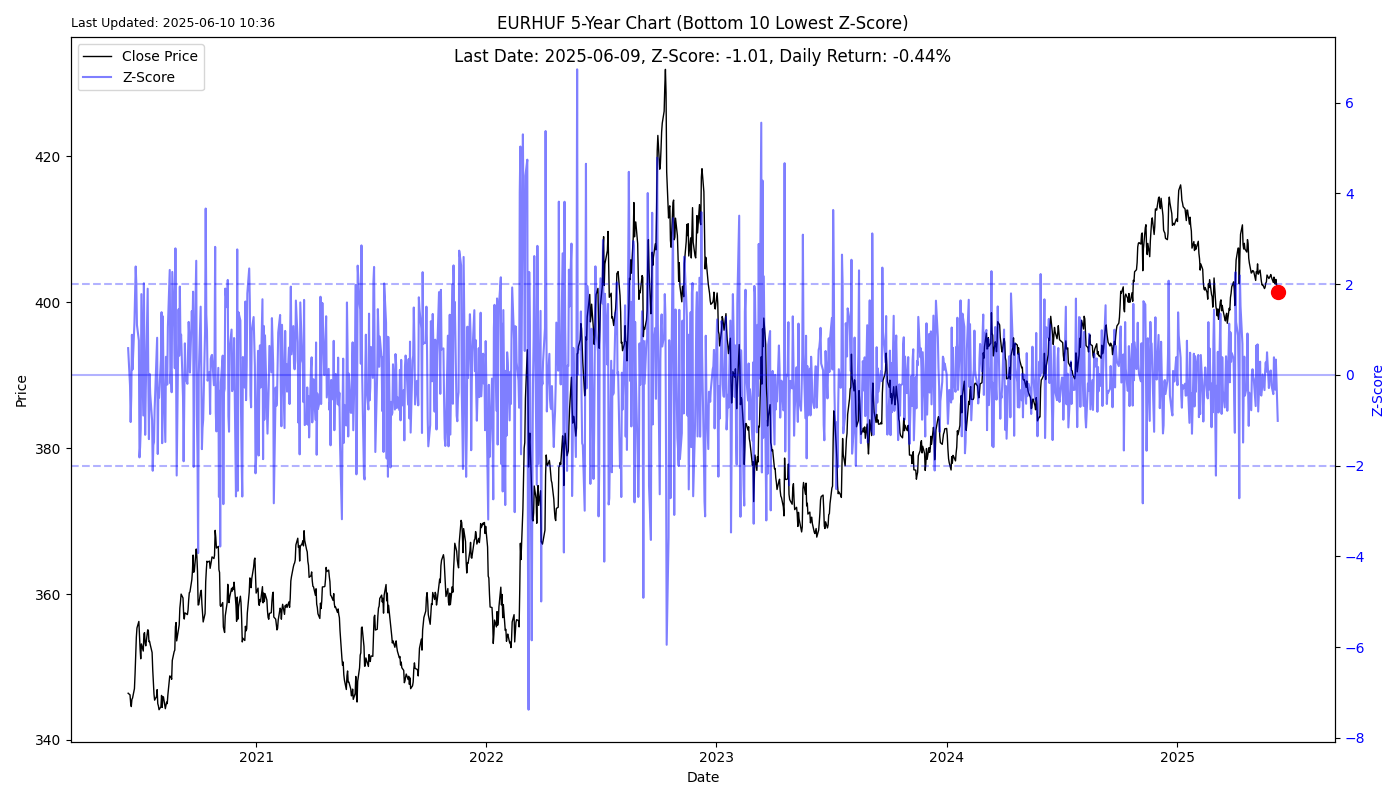 Last Updated: 2025-06-10 10:36
EURHUF 5-Year Chart (Bottom 10 Lowest Z-Score)
Last Date: 2025-06-09, Z-Score: -1.01, Daily Return: -0.44%
Close Price
Z-Score
Price
420
400
380
360
340
6
4
2
0
−2
−4
−6
−8
Z-Score
2021
2022
2023
2024
2025
Date